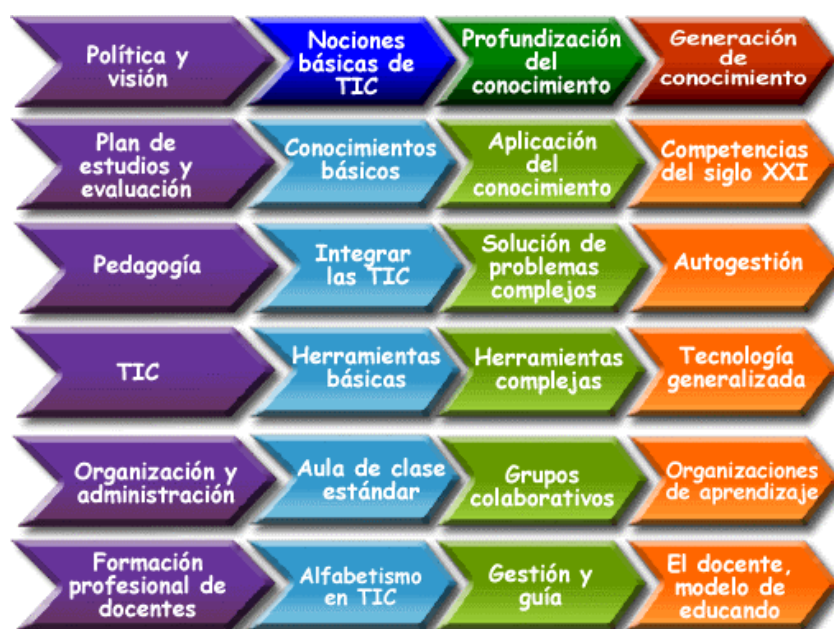 Política y
visión
Nociones
básicas de
TIC
Profundización
del
conocimiento
Generación
de
conocimiento
Plan de
estudios y
evaluación
Conocimientos
básicos
Aplicación
del
conocimiento
Competencias
del siglo XXI
Pedagogía
Integrar
las TIC
Solución de
problemas
complejos
Autogestión
TIC
Herramientas
básicas
Herramientas
complejas
Tecnología
generalizada
Organización y
administración
Aula de clase
estándar
Grupos
colaborativos
Organizaciones
de aprendizaje
Formación
profesional de
docentes
Alfabetismo
en TIC
Gestión y
guía
El docente,
modelo de
educando